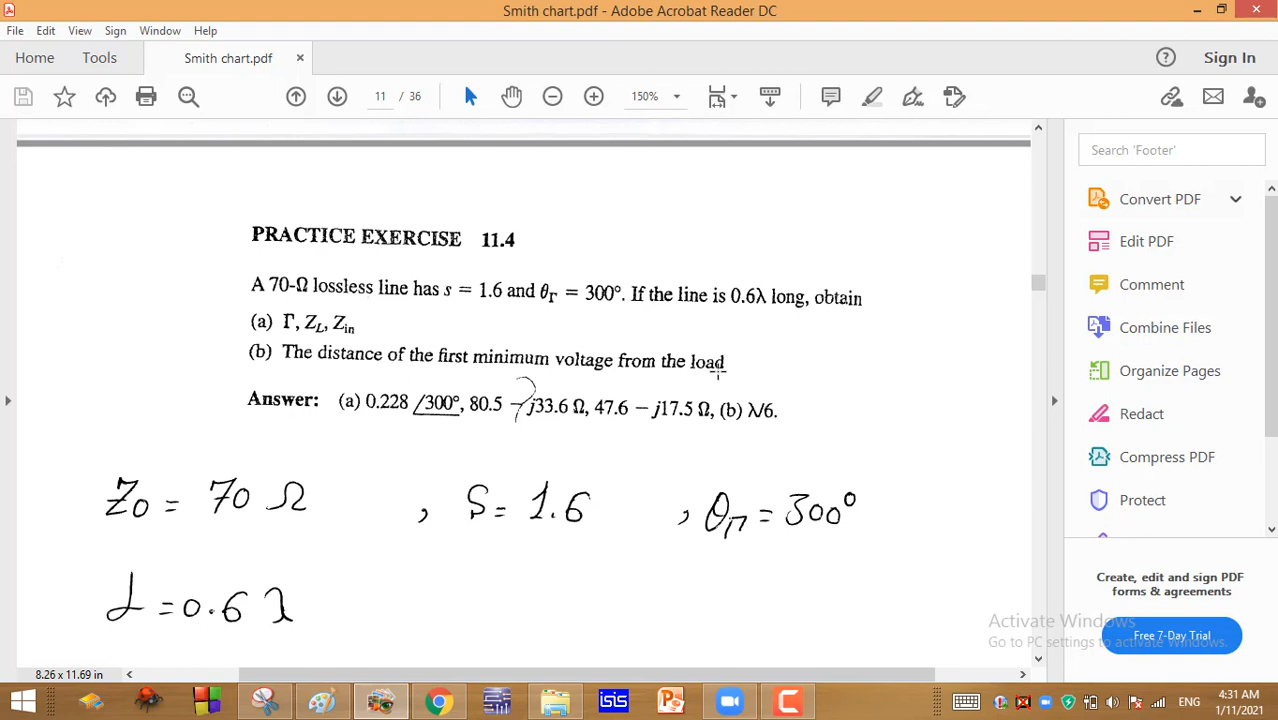 Smith chart.pdf - Adobe Acrobat Reader DC
File Edit View Sign Window Help
Home Tools Smith chart.pdf × Sign In
11 / 36 150%
Search 'Footer'
Convert PDF
Edit PDF
Comment
Combine Files
Organize Pages
Redact
Compress PDF
Protect
Create, edit and sign PDF
forms & agreements
Free 7-Day Trial
PRACTICE EXERCISE 11.4
A 70-Ω lossless line has s = 1.6 and θΓ = 300°. If the line is 0.6λ long, obtain
(a) Γ, ZL, Zin
(b) The distance of the first minimum voltage from the load
Answer: (a) 0.228 /300°, 80.5 − j33.6 Ω, 47.6 − j17.5 Ω, (b) λ/6.
Zo = 70 Ω , S = 1.6 , θΓ = 300°
l = 0.6 λ
Activate Windows
Go to PC settings to activate Windows.
8.26 x 11.69 in
isis
ENG
4:31 AM
1/11/2021